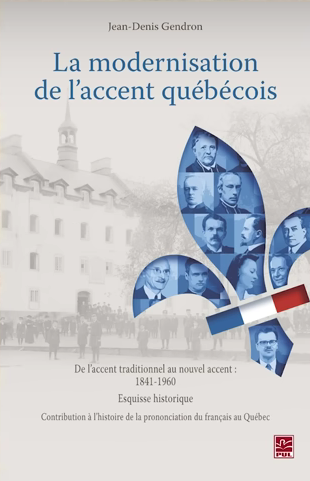 Jean-Denis Gendron
La modernisation
de l'accent québécois
De l'accent traditionnel au nouvel accent :
1841-1960
Esquisse historique
Contribution à l'histoire de la prononciation du français au Québec
PUL